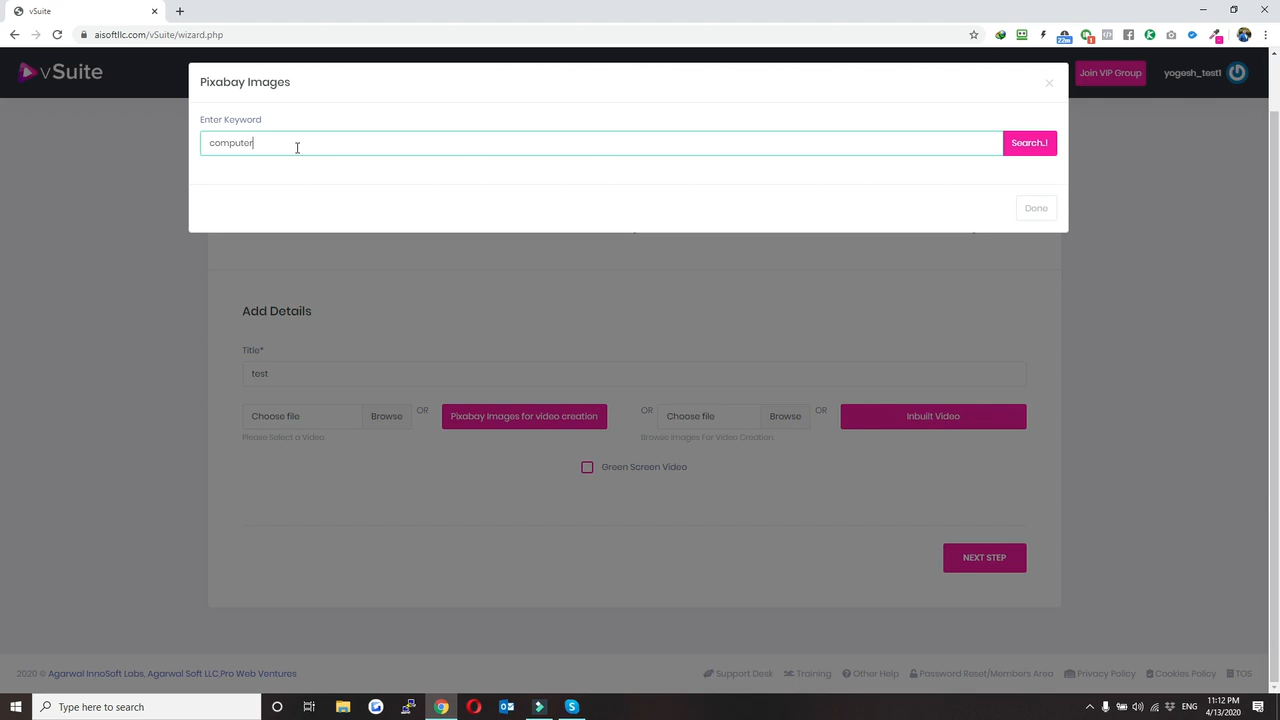 vSuite
aisoftllc.com/vSuite/wizard.php
22m
1
vSuite
Join VIP Group
yogesh_test1
Pixabay Images
Enter Keyword
computer
Search..!
Done
Add Details
Title*
test
Choose file Browse OR Pixabay Images for video creation OR Choose file Browse OR Inbuilt Video
Please Select a Video Browse Images For Video Creation
Green Screen Video
NEXT STEP
2020 © Agarwal InnoSoft Labs, Agarwal Soft LLC,Pro Web Ventures Support Desk Training Other Help Password Reset/Members Area Privacy Policy Cookies Policy TOS
Type here to search
ENG
11:12 PM
4/13/2020